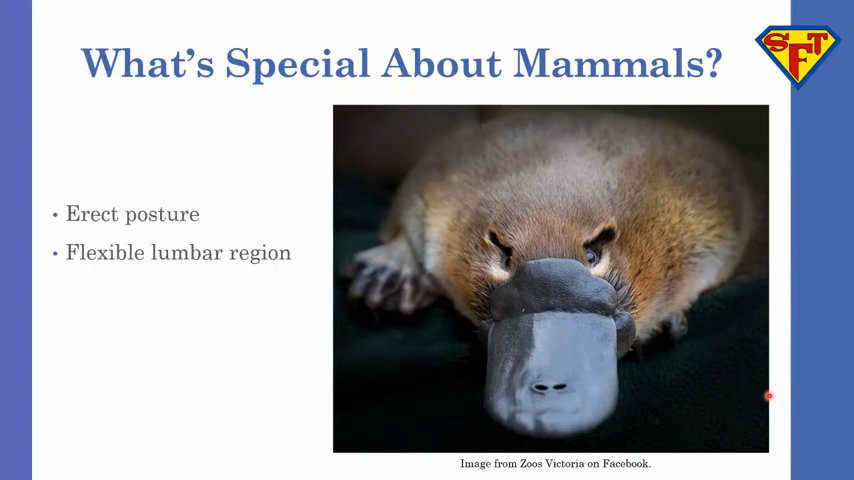 What's Special About Mammals?
SFT
• Erect posture
• Flexible lumbar region
Image from Zoos Victoria on Facebook.